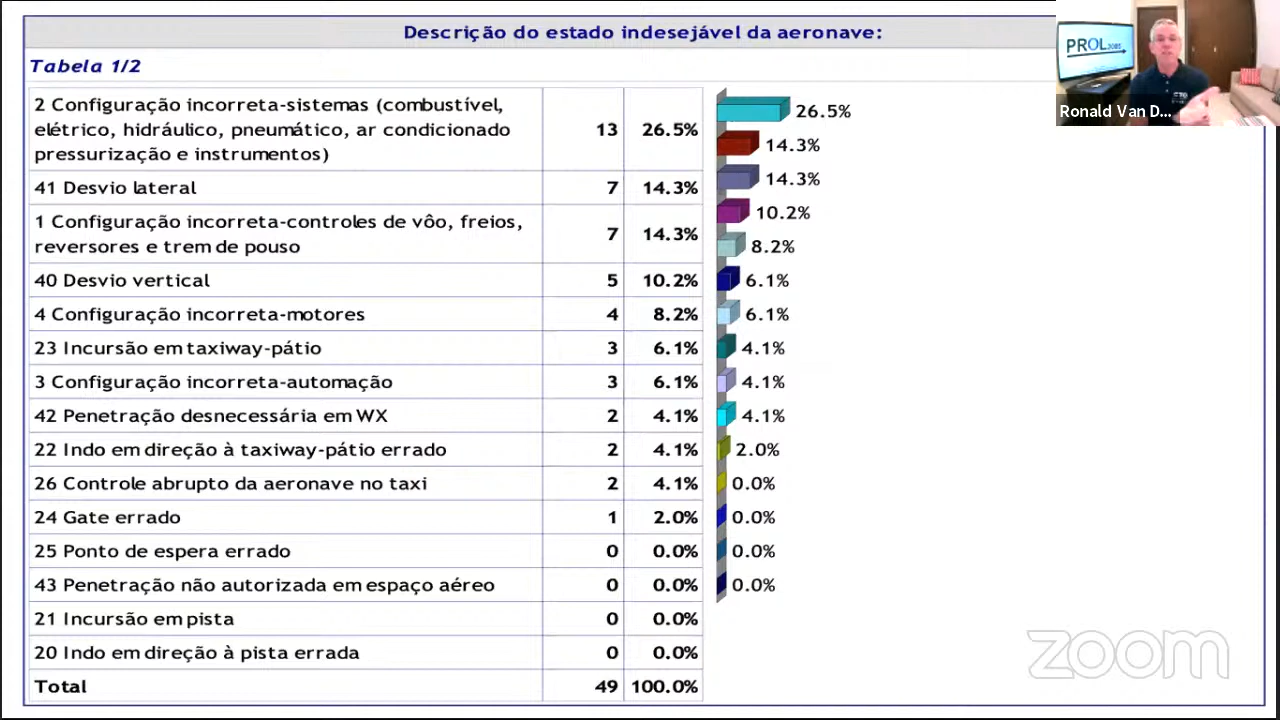 Descrição do estado indesejável da aeronave:
Tabela 1/2
2 Configuração incorreta-sistemas (combustível,
elétrico, hidráulico, pneumático, ar condicionado
pressurização e instrumentos)
13 26.5%
41 Desvio lateral 7 14.3%
1 Configuração incorreta-controles de vôo, freios,
reversores e trem de pouso
7 14.3%
40 Desvio vertical 5 10.2%
4 Configuração incorreta-motores 4 8.2%
23 Incursão em taxiway-pátio 3 6.1%
3 Configuração incorreta-automação 3 6.1%
42 Penetração desnecessária em WX 2 4.1%
22 Indo em direção à taxiway-pátio errado 2 4.1%
26 Controle abrupto da aeronave no taxi 2 4.1%
24 Gate errado 1 2.0%
25 Ponto de espera errado 0 0.0%
43 Penetração não autorizada em espaço aéreo 0 0.0%
21 Incursão em pista 0 0.0%
20 Indo em direção à pista errada 0 0.0%
Total 49 100.0%
26.5%
14.3%
14.3%
10.2%
8.2%
6.1%
6.1%
4.1%
4.1%
4.1%
2.0%
0.0%
0.0%
0.0%
0.0%
PROL
Ronald Van D...
zoom